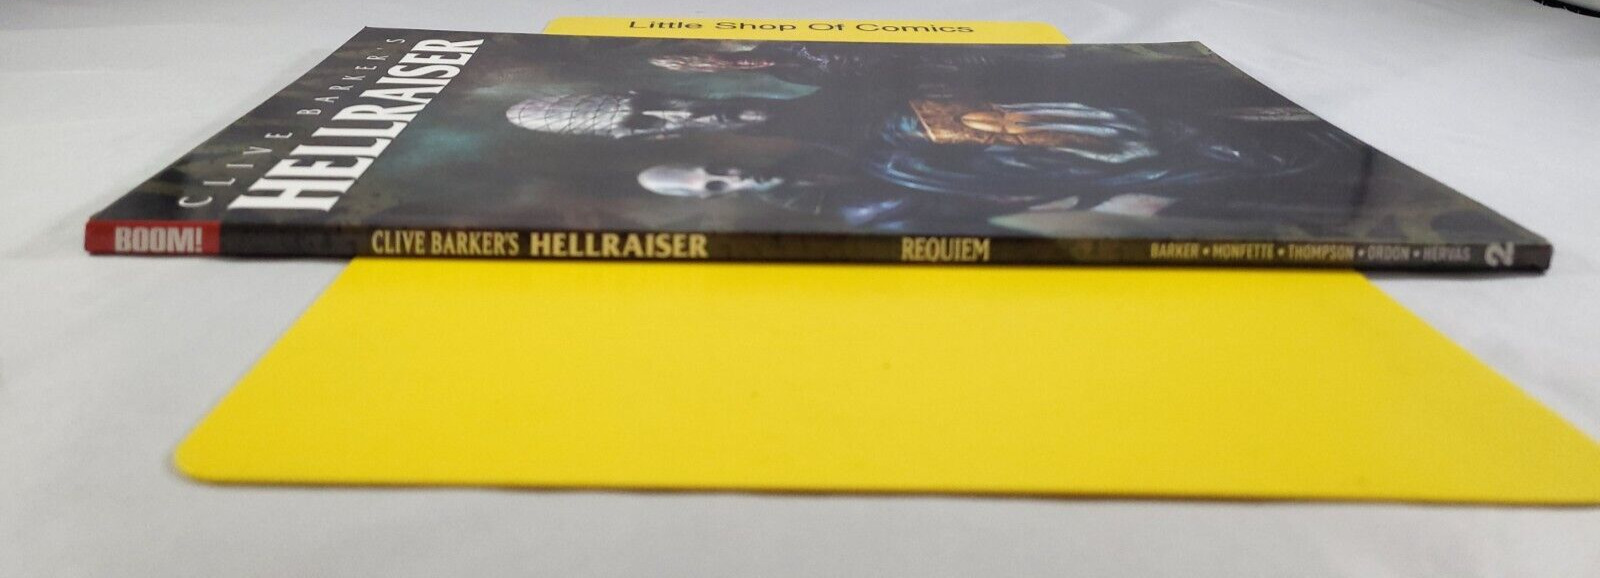 Little Shop Of Comics
CLIVE BARKER'S
HELLRAISER
BOOM! CLIVE BARKER'S HELLRAISER REQUIEM BARKER • MONFETTE • THOMPSON • ORDON • HERVAS 2